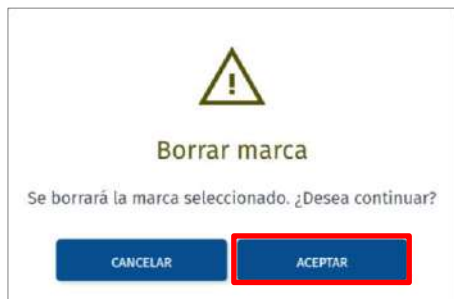 Borrar marca
Se borrará la marca seleccionado. ¿Desea continuar?
CANCELAR ACEPTAR